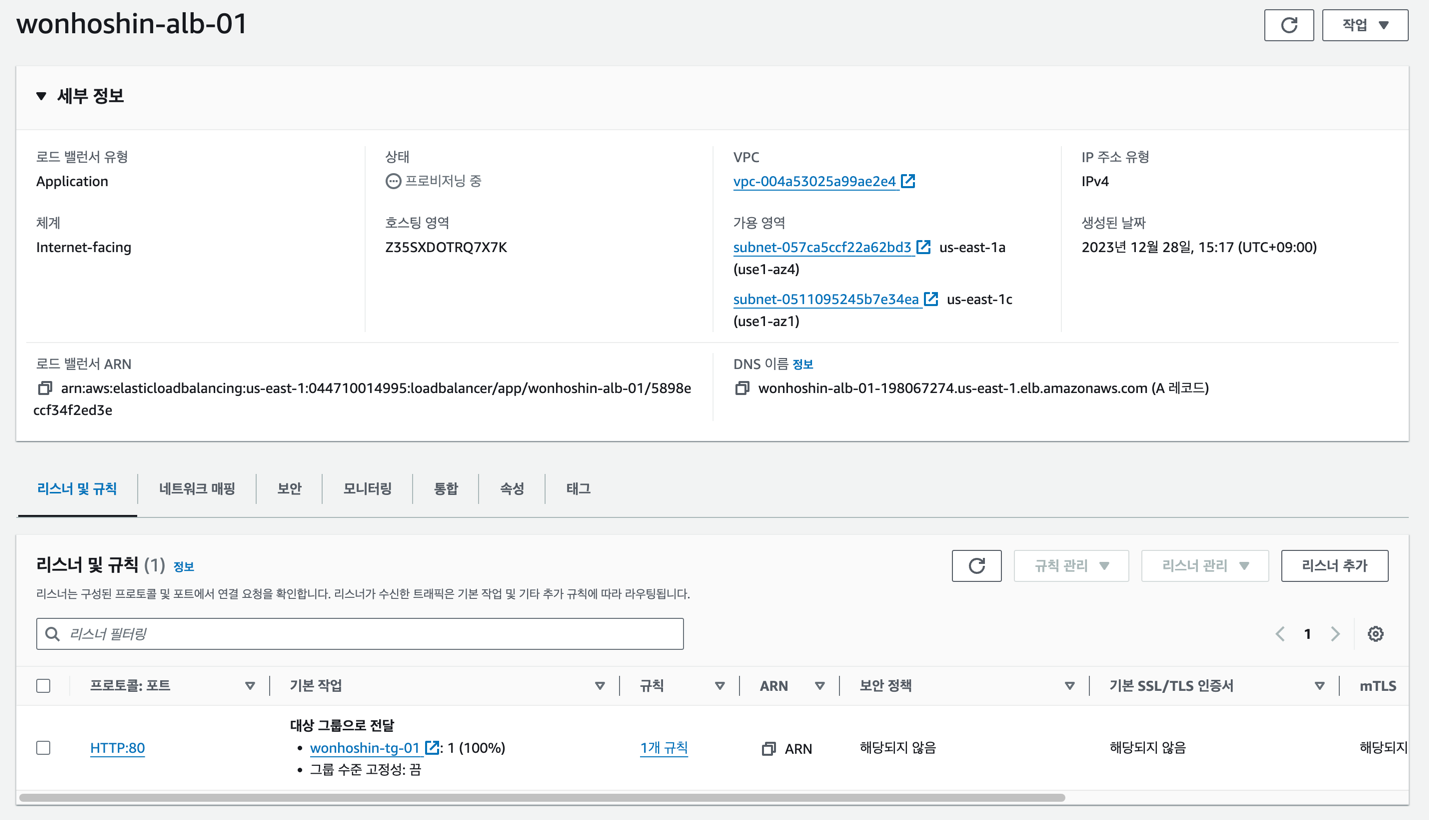 wonhoshin-alb-01
작업
세부 정보
로드 밸런서 유형
Application
상태
프로비저닝 중
VPC
vpc-004a53025a99ae2e4
IP 주소 유형
IPv4
체계
Internet-facing
호스팅 영역
Z35SXDOTRQ7X7K
가용 영역
subnet-057ca5ccf22a62bd3 us-east-1a
(use1-az4)
subnet-0511095245b7e34ea us-east-1c
(use1-az1)
생성된 날짜
2023년 12월 28일, 15:17 (UTC+09:00)
로드 밸런서 ARN
arn:aws:elasticloadbalancing:us-east-1:044710014995:loadbalancer/app/wonhoshin-alb-01/5898e
ccf34f2ed3e
DNS 이름 정보
wonhoshin-alb-01-198067274.us-east-1.elb.amazonaws.com (A 레코드)
리스너 및 규칙 네트워크 매핑 보안 모니터링 통합 속성 태그
리스너 및 규칙 (1) 정보
규칙 관리 리스너 관리 리스너 추가
리스너는 구성된 프로토콜 및 포트에서 연결 요청을 확인합니다. 리스너가 수신한 트래픽은 기본 작업 및 기타 추가 규칙에 따라 라우팅됩니다.
리스너 필터링
1
프로토콜: 포트 기본 작업 규칙 ARN 보안 정책 기본 SSL/TLS 인증서 mTLS
HTTP:80
대상 그룹으로 전달
• wonhoshin-tg-01 : 1 (100%)
• 그룹 수준 고정성: 끔
1개 규칙
ARN
해당되지 않음
해당되지 않음
해당되지